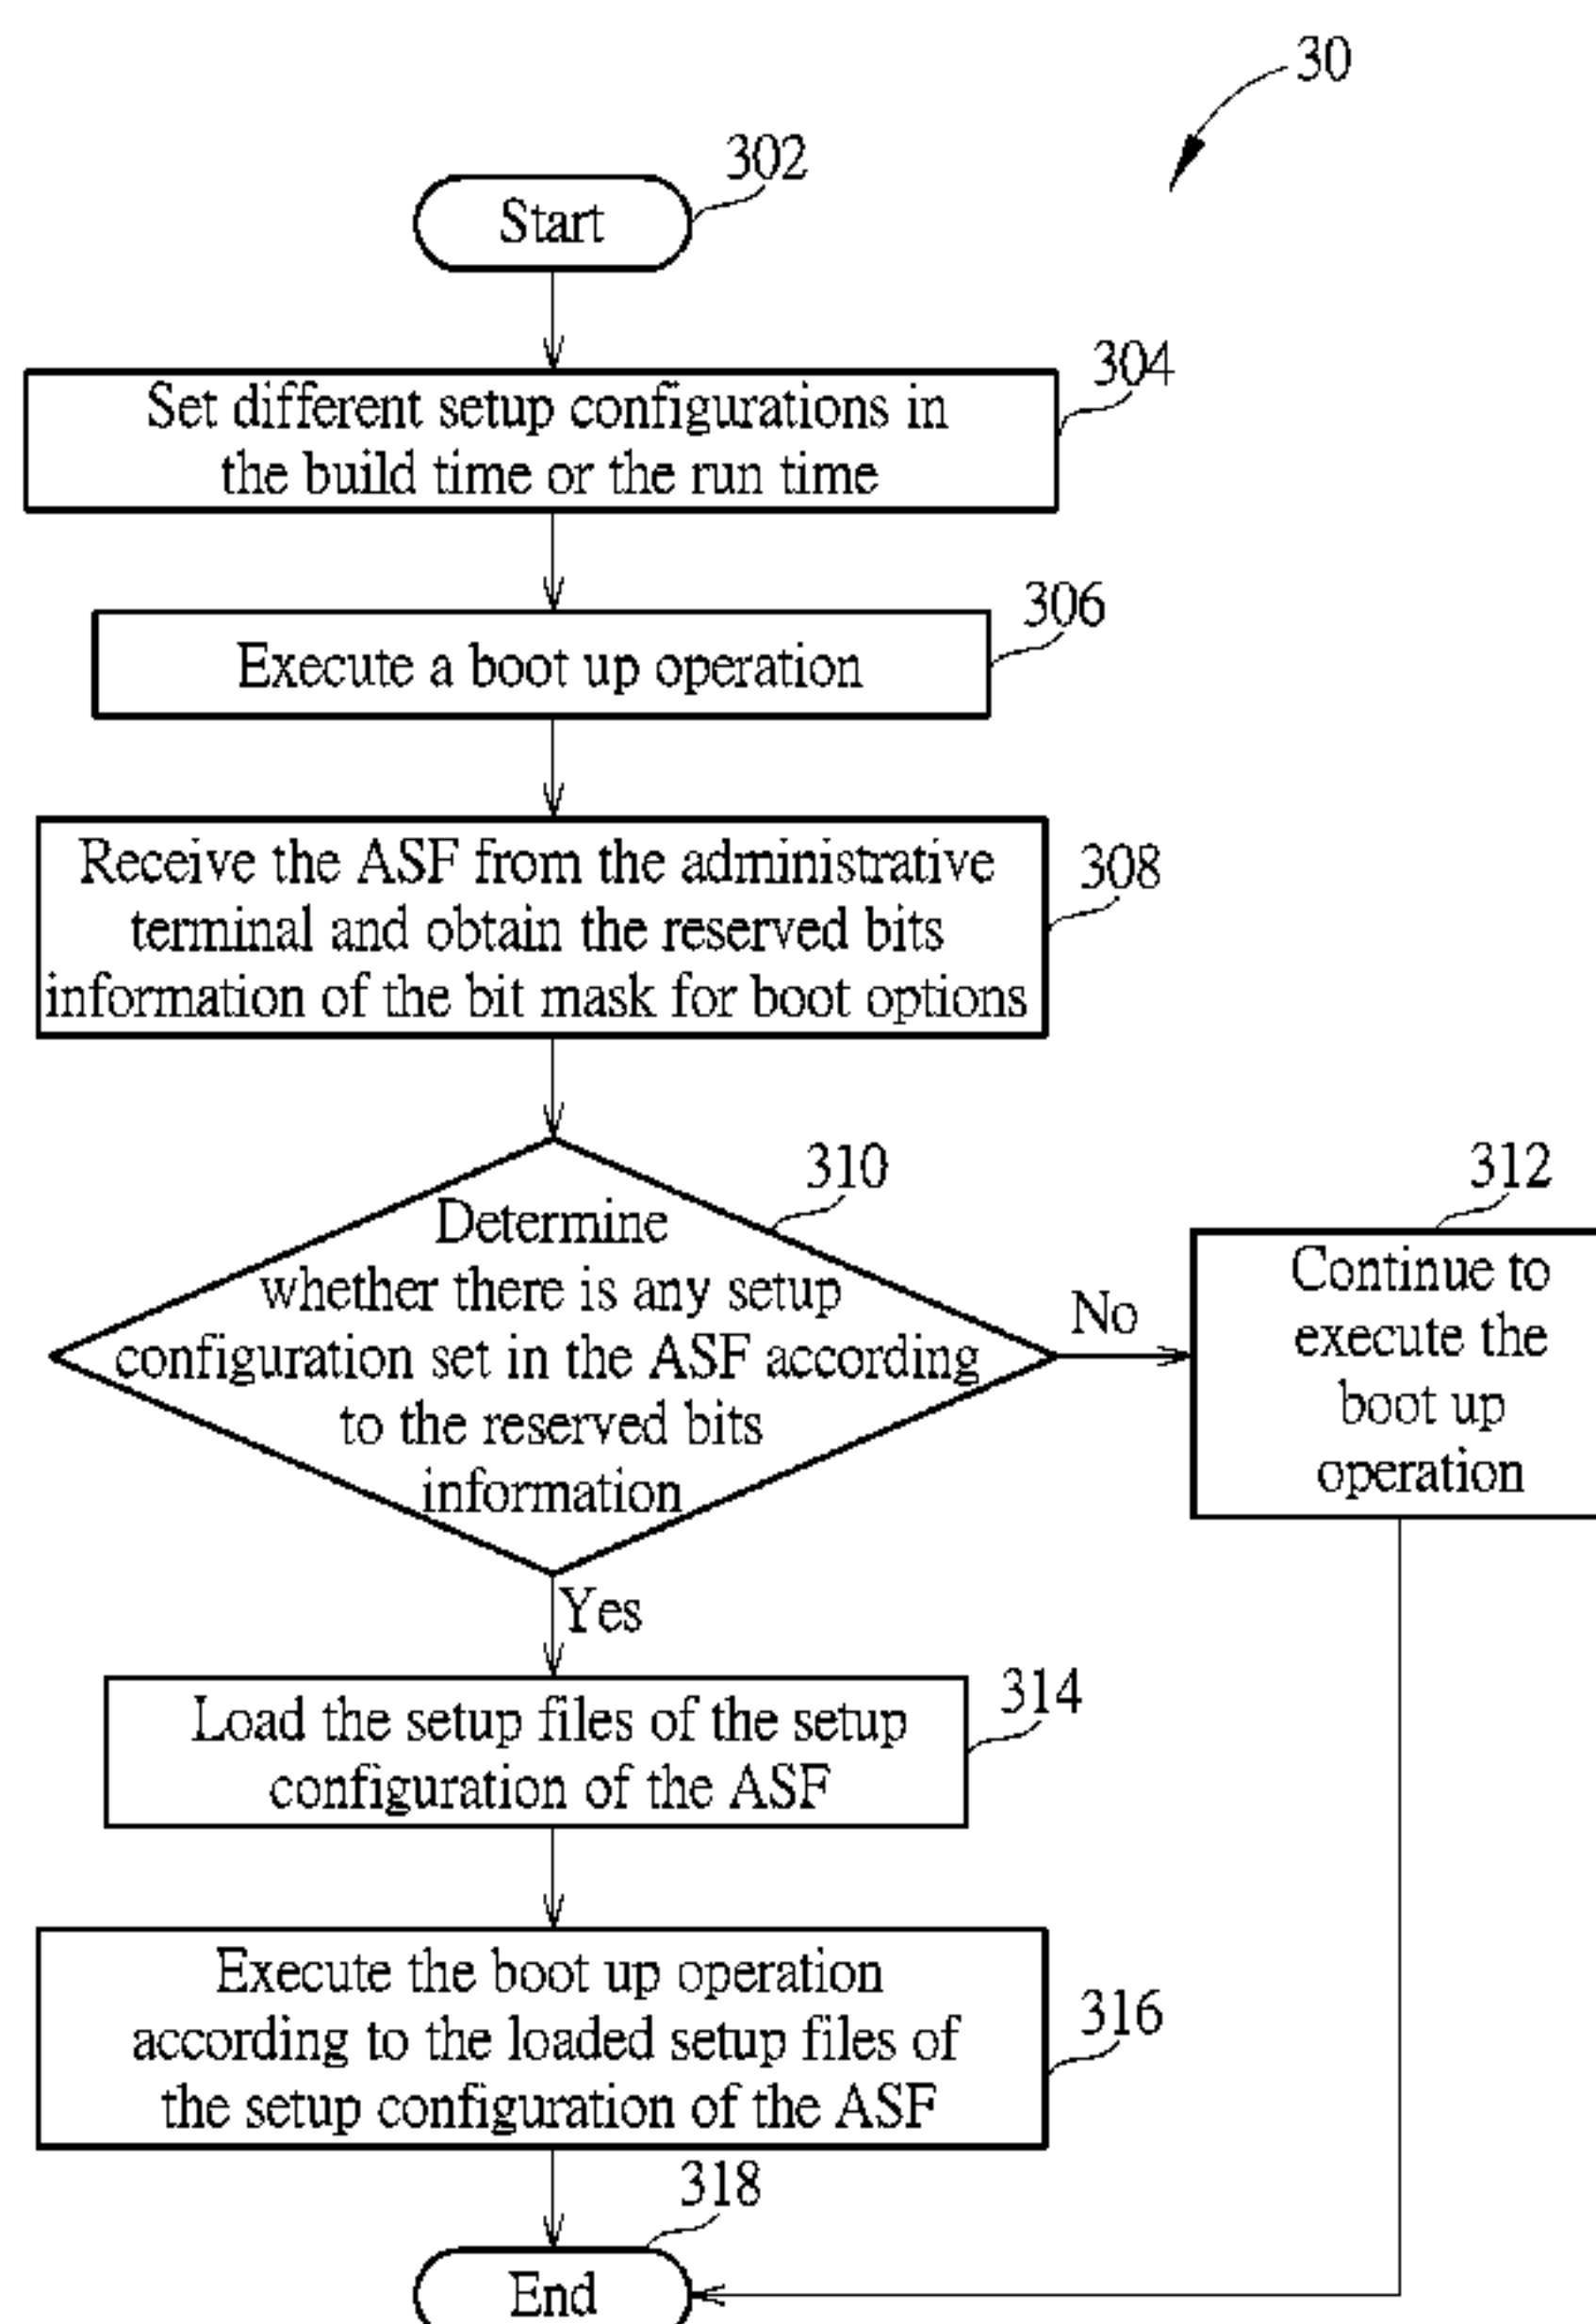 30
302
Start
304
Set different setup configurations in
the build time or the run time
306
Execute a boot up operation
308
Receive the ASF from the administrative
terminal and obtain the reserved bits
information of the bit mask for boot options
310
Determine
whether there is any setup
configuration set in the ASF according
to the reserved bits
information
No
312
Continue to
execute the
boot up
operation
Yes
314
Load the setup files of the setup
configuration of the ASF
316
Execute the boot up operation
according to the loaded setup files of
the setup configuration of the ASF
318
End